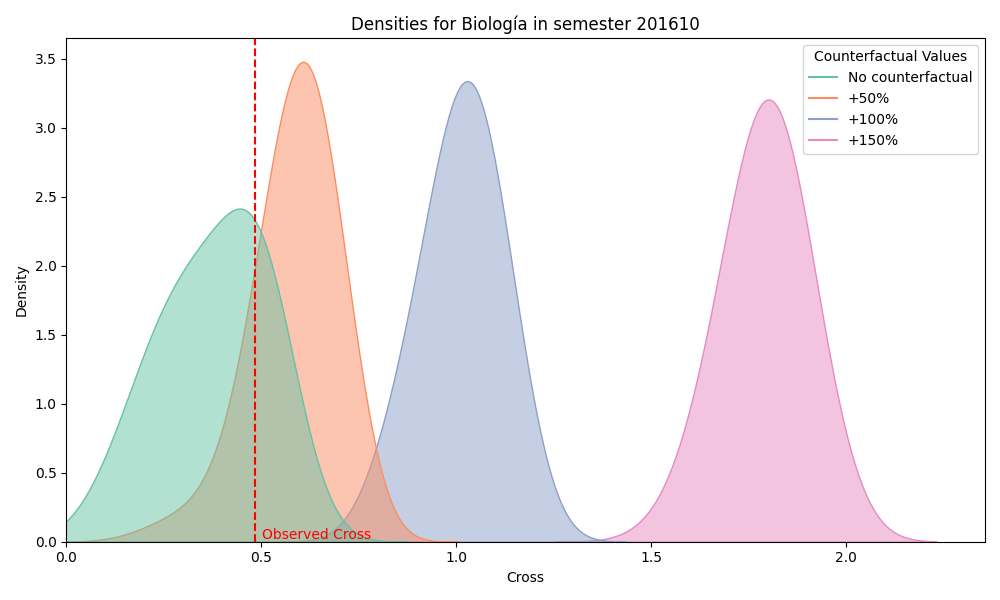 Densities for Biología in semester 201610
Counterfactual Values
No counterfactual
+50%
+100%
+150%
Density
3.5
3.0
2.5
2.0
1.5
1.0
0.5
0.0
Observed Cross
0.0 0.5 1.0 1.5 2.0
Cross